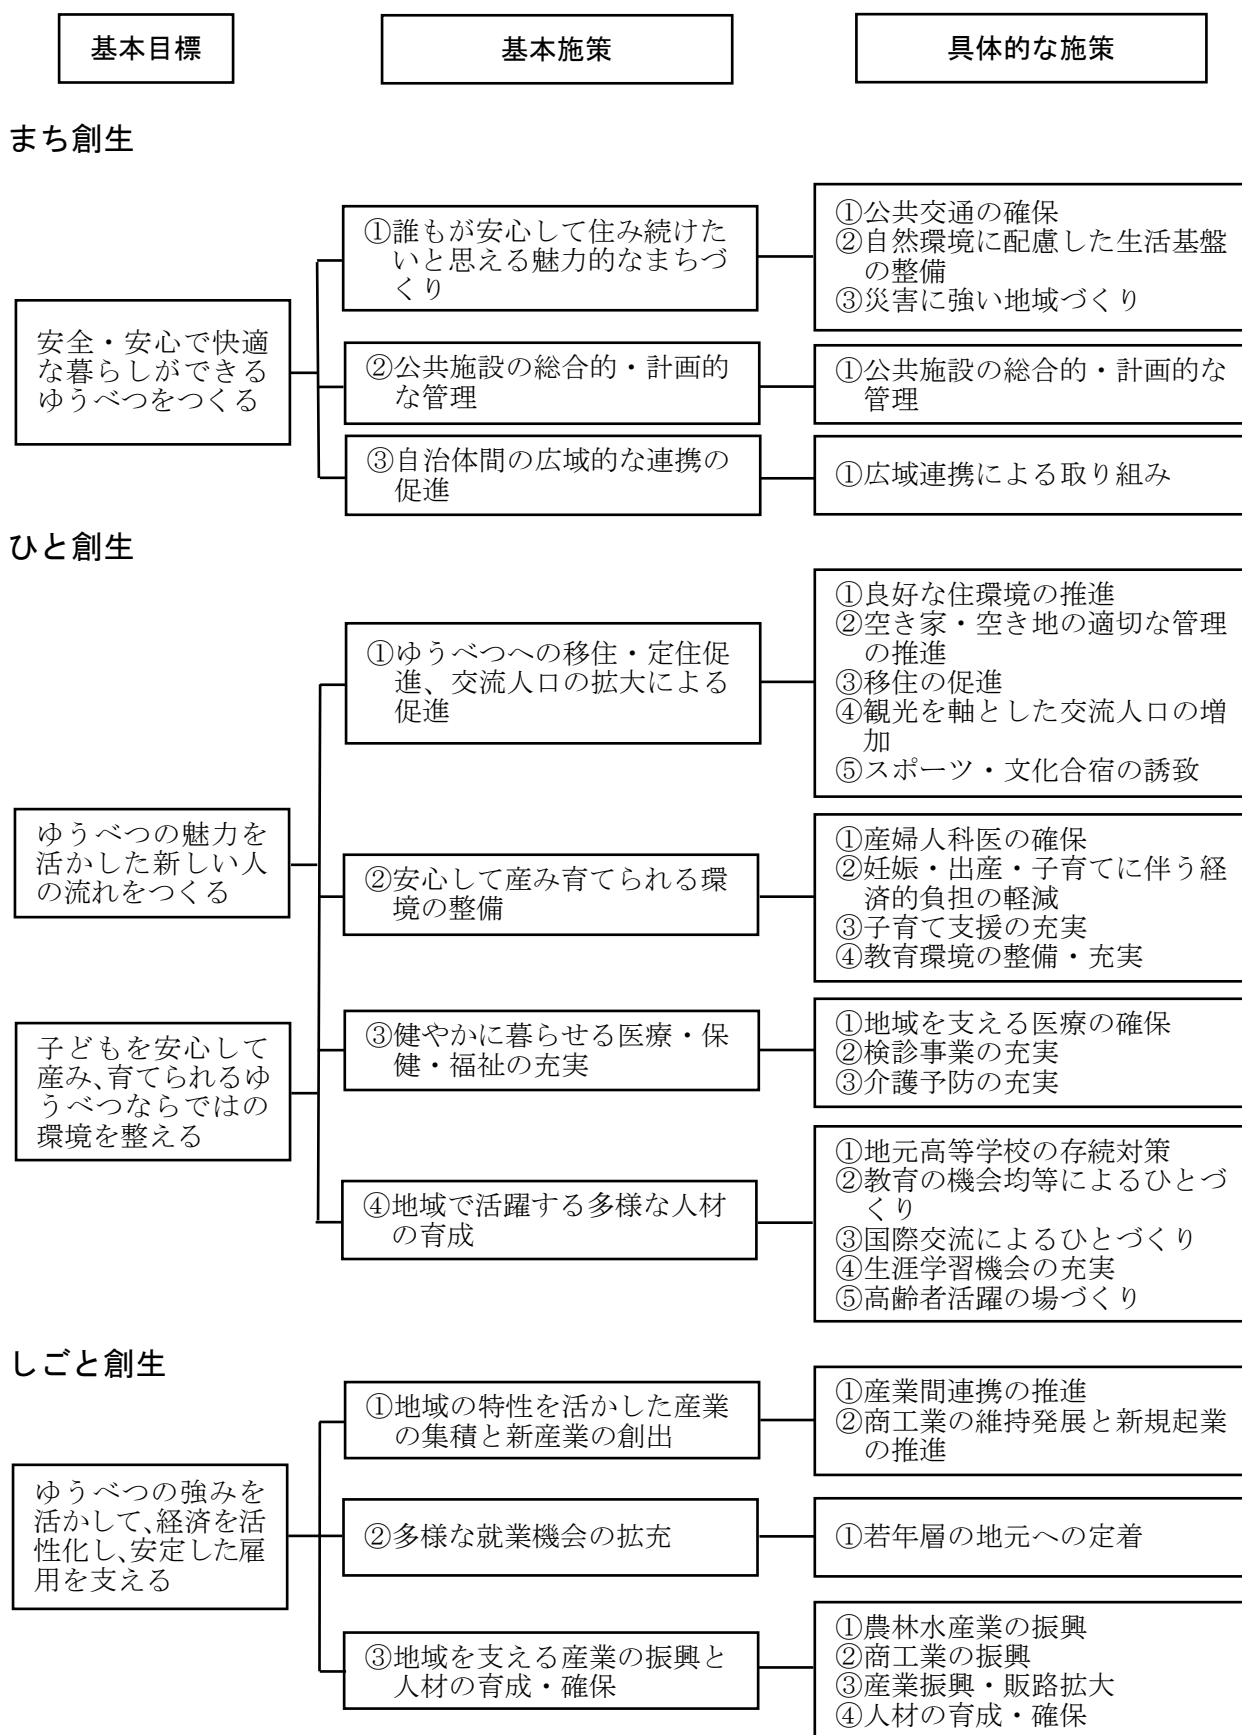 基本目標
基本施策
具体的な施策
まち創生
安全・安心で快適
な暮らしができる
ゆうべつをつくる
①誰もが安心して住み続けた
いと思える魅力的なまちづ
くり
①公共交通の確保
②自然環境に配慮した生活基盤
の整備
③災害に強い地域づくり
②公共施設の総合的・計画的
な管理
①公共施設の総合的・計画的な
管理
③自治体間の広域的な連携の
促進
①広域連携による取り組み
ひと創生
ゆうべつの魅力を
活かした新しい人
の流れをつくる
子どもを安心して
産み、育てられるゆ
うべつならではの
環境を整える
①ゆうべつへの移住・定住促
進、交流人口の拡大による
促進
①良好な住環境の推進
②空き家・空き地の適切な管理
の推進
③移住の促進
④観光を軸とした交流人口の増
加
⑤スポーツ・文化合宿の誘致
②安心して産み育てられる環
境の整備
①産婦人科医の確保
②妊娠・出産・子育てに伴う経
済的負担の軽減
③子育て支援の充実
④教育環境の整備・充実
③健やかに暮らせる医療・保
健・福祉の充実
①地域を支える医療の確保
②検診事業の充実
③介護予防の充実
④地域で活躍する多様な人材
の育成
①地元高等学校の存続対策
②教育の機会均等によるひとづ
くり
③国際交流によるひとづくり
④生涯学習機会の充実
⑤高齢者活躍の場づくり
しごと創生
ゆうべつの強みを
活かして、経済を活
性化し、安定した雇
用を支える
①地域の特性を活かした産業
の集積と新産業の創出
①産業間連携の推進
②商工業の維持発展と新規起業
の推進
②多様な就業機会の拡充
①若年層の地元への定着
③地域を支える産業の振興と
人材の育成・確保
①農林水産業の振興
②商工業の振興
③産業振興・販路拡大
④人材の育成・確保